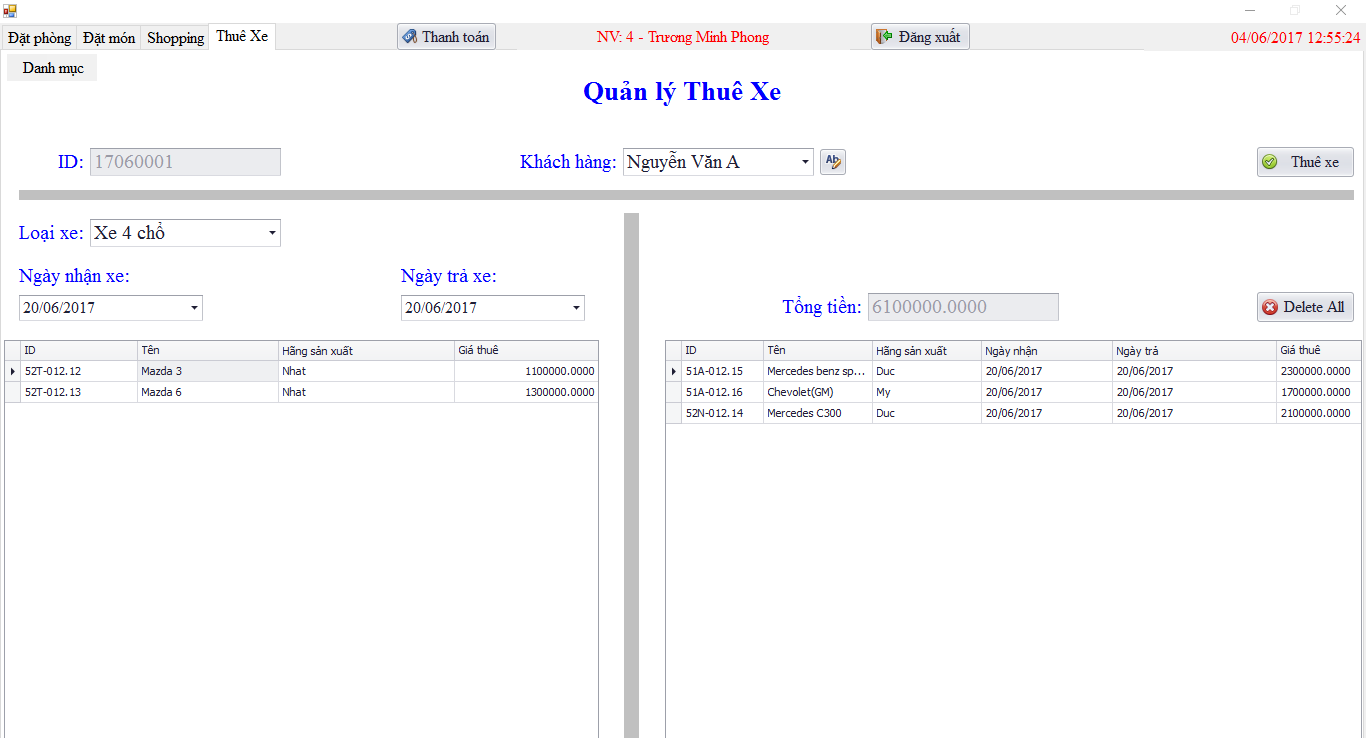 Đặt phòng Đặt món Shopping Thuê Xe Thanh toán NV: 4 - Trương Minh Phong Đăng xuất 04/06/2017 12:55:24
Danh mục
Quản lý Thuê Xe
ID: 17060001 Khách hàng: Nguyễn Văn A Thuê xe
Loại xe: Xe 4 chổ
Ngày nhận xe: Ngày trả xe:
20/06/2017 20/06/2017 Tổng tiền: 6100000.0000 Delete All
ID Tên Hãng sản xuất Giá thuê
52T-012.12 Mazda 3 Nhat 1100000.0000
52T-012.13 Mazda 6 Nhat 1300000.0000
ID Tên Hãng sản xuất Ngày nhận Ngày trả Giá thuê
51A-012.15 Mercedes benz sp... Duc 20/06/2017 20/06/2017 2300000.0000
51A-012.16 Chevolet(GM) My 20/06/2017 20/06/2017 1700000.0000
52N-012.14 Mercedes C300 Duc 20/06/2017 20/06/2017 2100000.0000